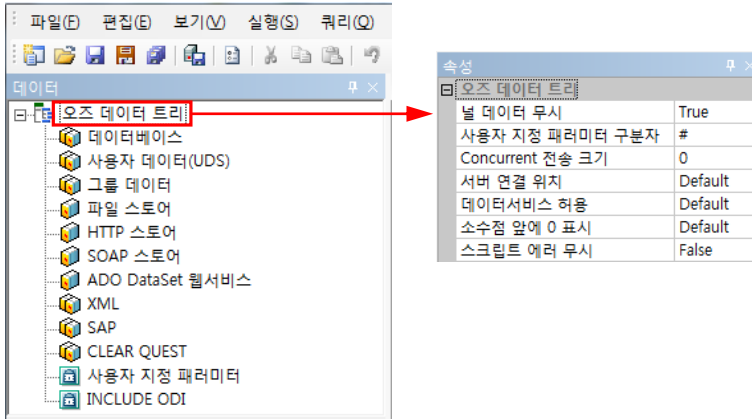 파일(F) 편집(E) 보기(V) 실행(S) 쿼리(Q)
데이터
오즈 데이터 트리
데이터베이스
사용자 데이터(UDS)
그룹 데이터
파일 스토어
HTTP 스토어
SOAP 스토어
ADO DataSet 웹서비스
XML
SAP
CLEAR QUEST
사용자 지정 패러미터
INCLUDE ODI
속성
오즈 데이터 트리
널 데이터 무시 True
사용자 지정 패러미터 구분자 #
Concurrent 전송 크기 0
서버 연결 위치 Default
데이터서비스 허용 Default
소수점 앞에 0 표시 Default
스크립트 에러 무시 False